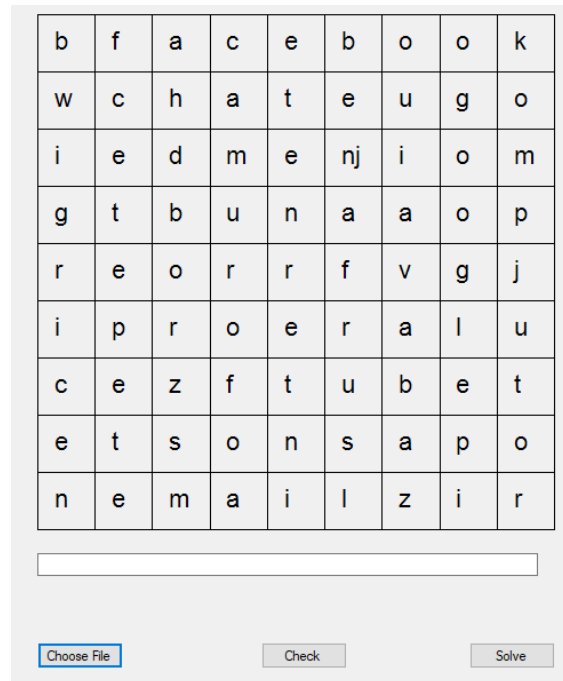 b f a c e b o o k
w c h a t e u g o
i e d m e nj i o m
g t b u n a a o p
r e o r r f v g j
i p r o e r a l u
c e z f t u b e t
e t s o n s a p o
n e m a i l z i r
Choose File Check Solve